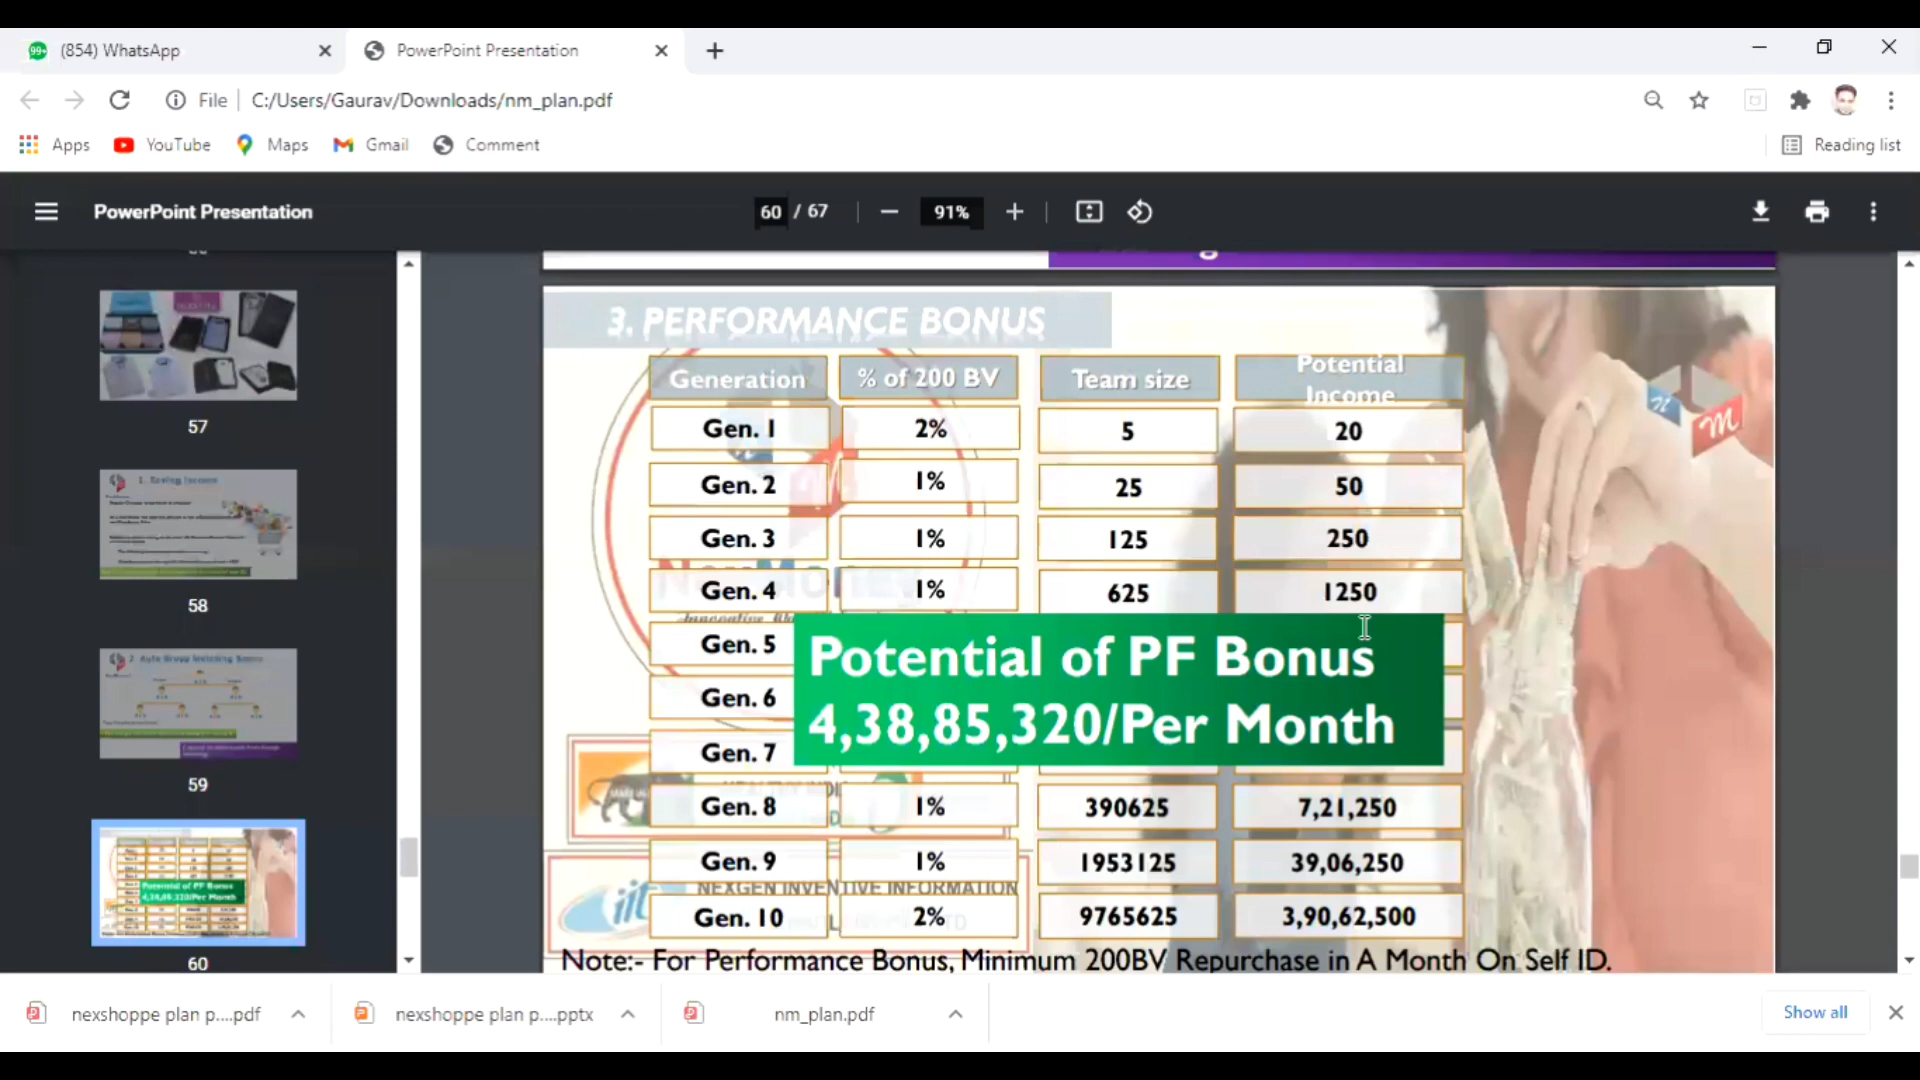 (854) WhatsApp
PowerPoint Presentation
File
C:/Users/Gaurav/Downloads/nm_plan.pdf
Apps
YouTube
Maps
Gmail
Comment
Reading list
PowerPoint Presentation
60 / 67
91%
57
58
59
60
3. PERFORMANCE BONUS
Generation % of 200 BV Team size Potential Income
Gen. 1 2% 5 20
Gen. 2 1% 25 50
Gen. 3 1% 125 250
Gen. 4 1% 625 1250
Gen. 5
Gen. 6
Gen. 7
Potential of PF Bonus
4,38,85,320/Per Month
Gen. 8 1% 390625 7,21,250
Gen. 9 1% 1953125 39,06,250
NEXGEN INVENTIVE INFORMATION
Gen. 10 2% 9765625 3,90,62,500
Note:- For Performance Bonus, Minimum 200BV Repurchase in A Month On Self ID.
nexshoppe plan p....pdf
nexshoppe plan p....pptx
nm_plan.pdf
Show all